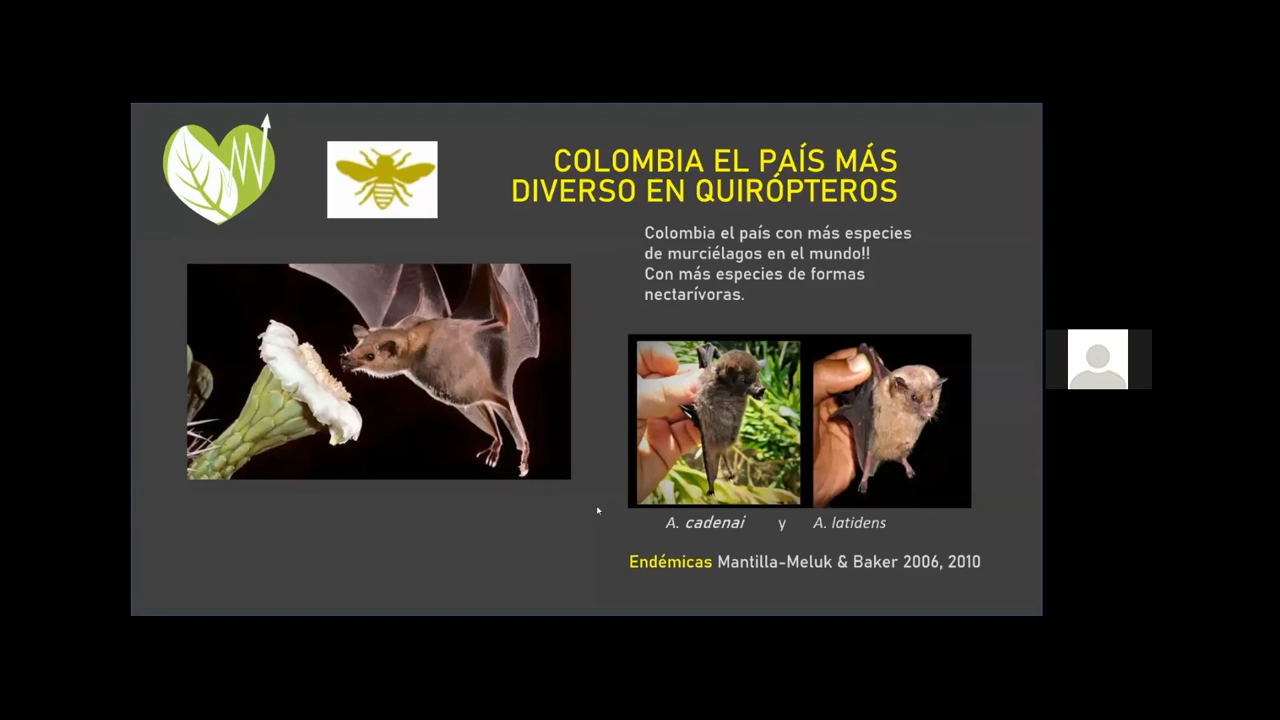 COLOMBIA EL PAÍS MÁS
DIVERSO EN QUIRÓPTEROS
Colombia el país con más especies
de murciélagos en el mundo!!
Con más especies de formas
nectarívoras.
A. cadenai y A. latidens
Endémicas Mantilla-Meluk & Baker 2006, 2010